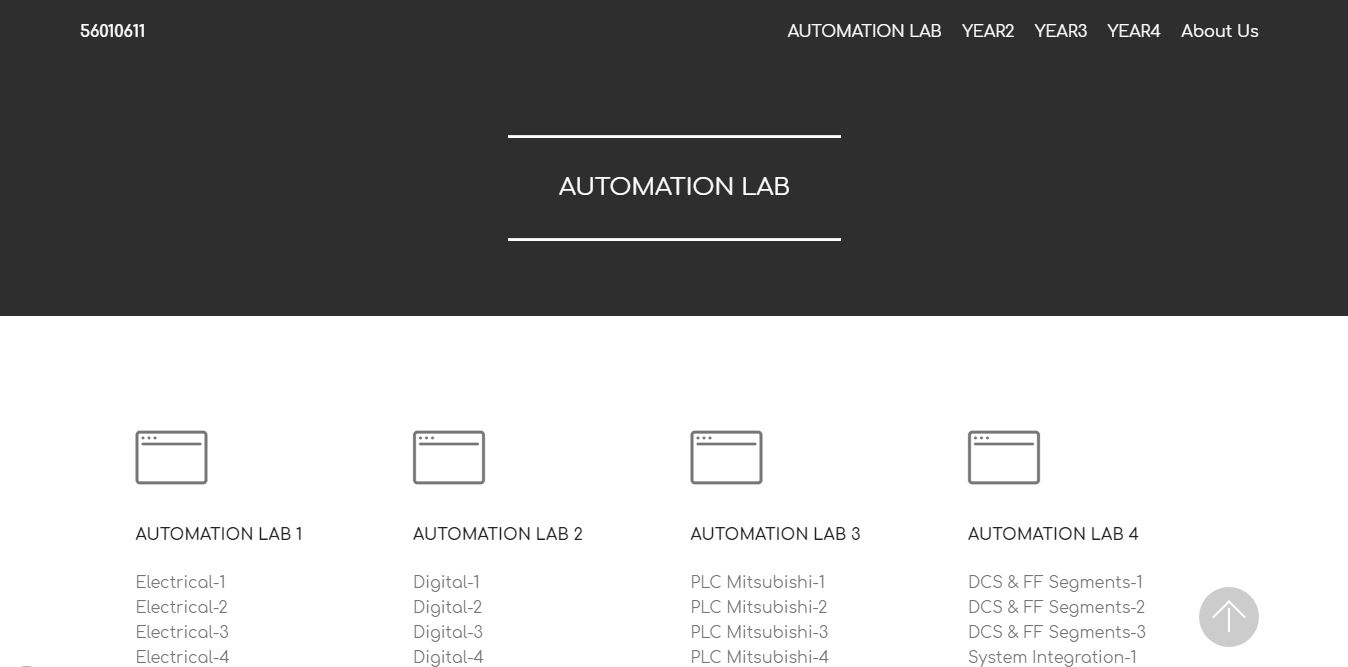 56010611
AUTOMATION LAB YEAR2 YEAR3 YEAR4 About Us
AUTOMATION LAB
AUTOMATION LAB 1
Electrical-1
Electrical-2
Electrical-3
Electrical-4
AUTOMATION LAB 2
Digital-1
Digital-2
Digital-3
Digital-4
AUTOMATION LAB 3
PLC Mitsubishi-1
PLC Mitsubishi-2
PLC Mitsubishi-3
PLC Mitsubishi-4
AUTOMATION LAB 4
DCS & FF Segments-1
DCS & FF Segments-2
DCS & FF Segments-3
System Integration-1